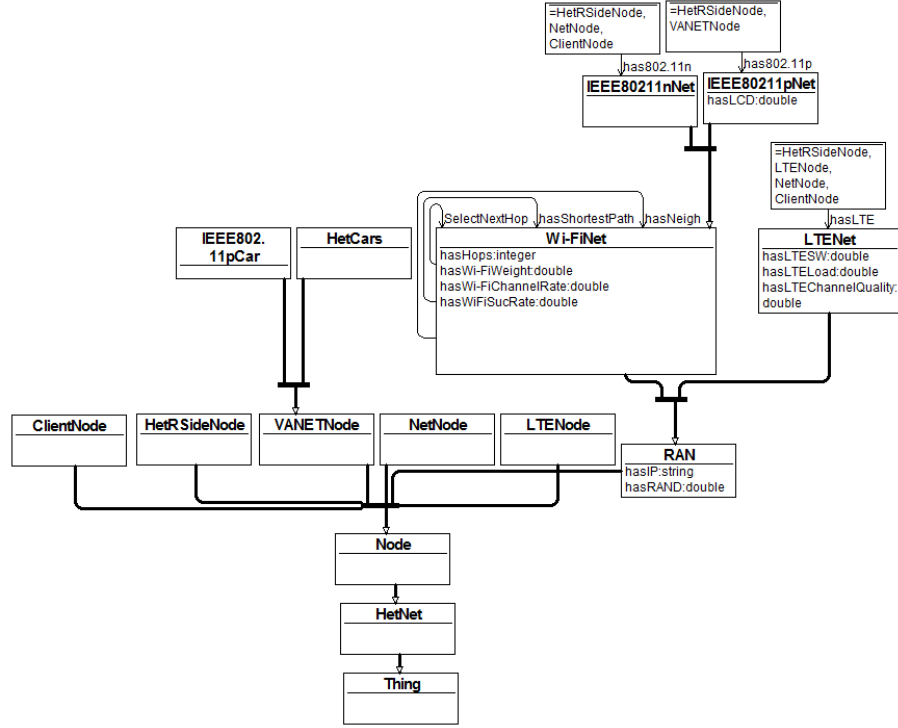 =HetRSideNode,
NetNode,
ClientNode
=HetRSideNode,
VANETNode
has802.11n
has802.11p
IEEE80211nNet
IEEE80211pNet
hasLCD:double
=HetRSideNode,
LTENode,
NetNode,
ClientNode
hasLTE
SelectNextHop
hasShortestPath
hasNeigh
IEEE802.
11pCar
HetCars
Wi-FiNet
hasHops:integer
hasWi-FiWeight:double
hasWi-FiChannelRate:double
hasWiFiSucRate:double
LTENet
hasLTESW:double
hasLTELoad:double
hasLTEChannelQuality:
double
ClientNode
HetRSideNode
VANETNode
NetNode
LTENode
RAN
hasIP:string
hasRAND:double
Node
HetNet
Thing